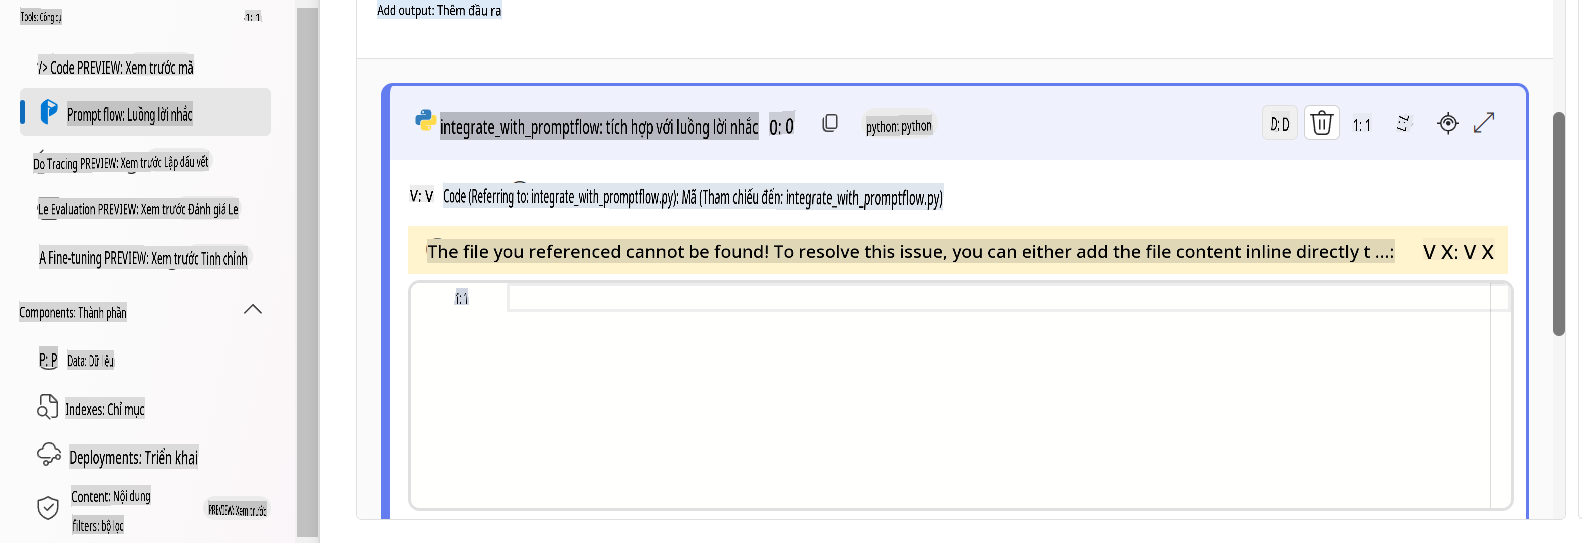 Tools: Công cụ
1: 1
/> Code PREVIEW: Xem trước mã
Prompt flow: Luồng lời nhắc
Do Tracing PREVIEW: Xem trước Lập dấu vết
Le Evaluation PREVIEW: Xem trước Đánh giá Le
A Fine-tuning PREVIEW: Xem trước Tinh chỉnh
Components: Thành phần
P: P Data: Dữ liệu
Indexes: Chỉ mục
Deployments: Triển khai
Content: Nội dung
filters: bộ lọc
PREVIEW: Xem trước
Add output: Thêm đầu ra
integrate_with_promptflow: tích hợp với luồng lời nhắc 0: 0 python: python D: D 1: 1
V: V Code (Referring to: integrate_with_promptflow.py): Mã (Tham chiếu đến: integrate_with_promptflow.py)
The file you referenced cannot be found! To resolve this issue, you can either add the file content inline directly t ...: V X: V X